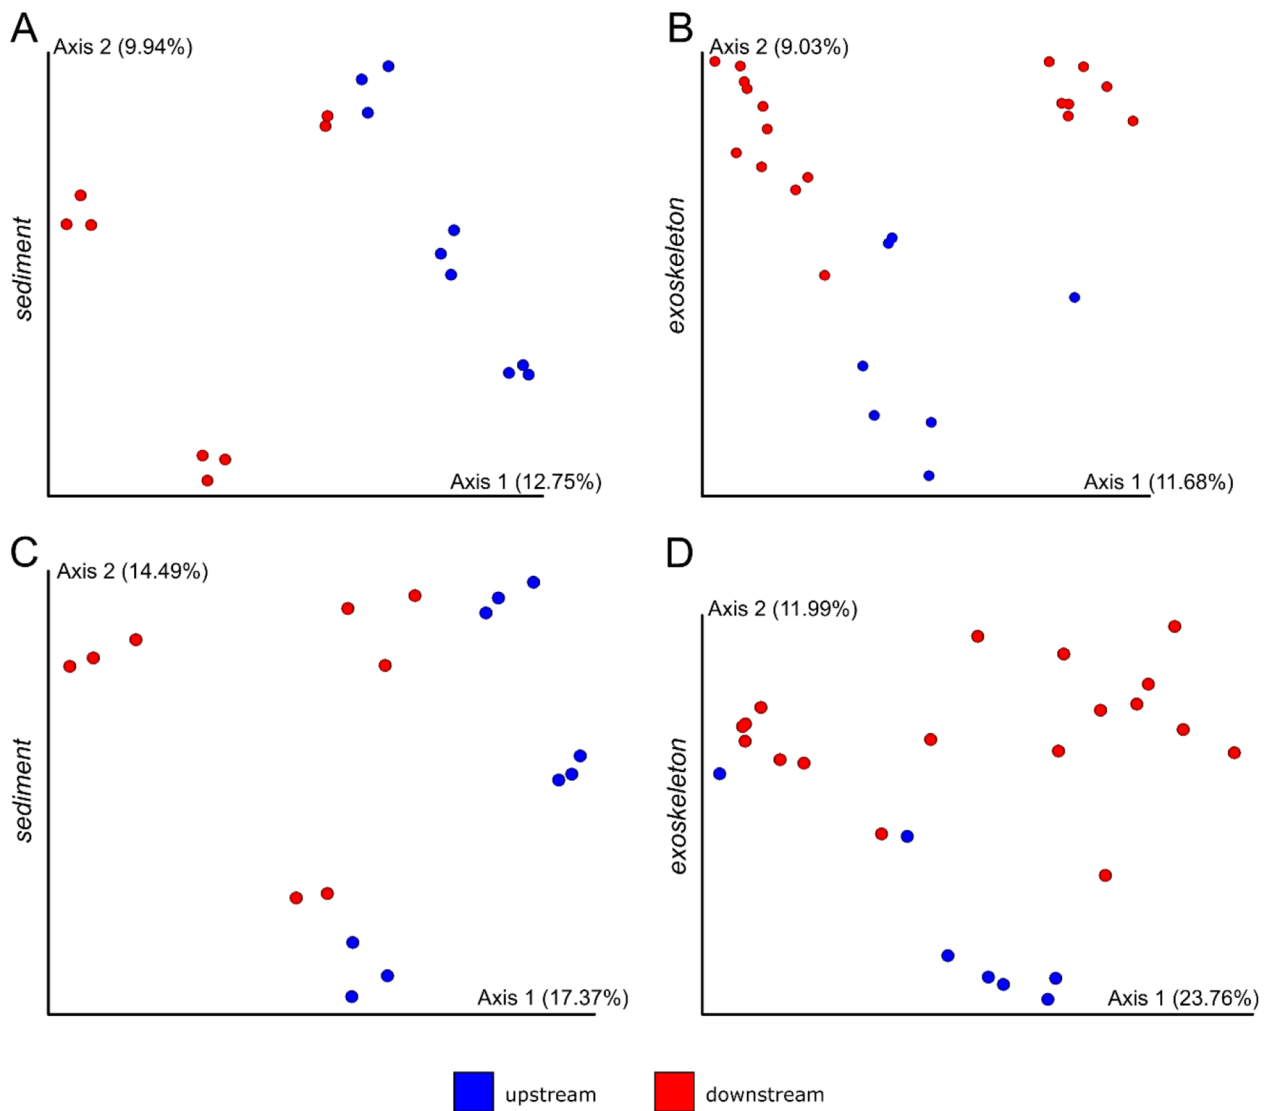 A
Axis 2 (9.94%)
sediment
Axis 1 (12.75%)
B
Axis 2 (9.03%)
exoskeleton
Axis 1 (11.68%)
C
Axis 2 (14.49%)
sediment
Axis 1 (17.37%)
D
Axis 2 (11.99%)
exoskeleton
Axis 1 (23.76%)
upstream
downstream